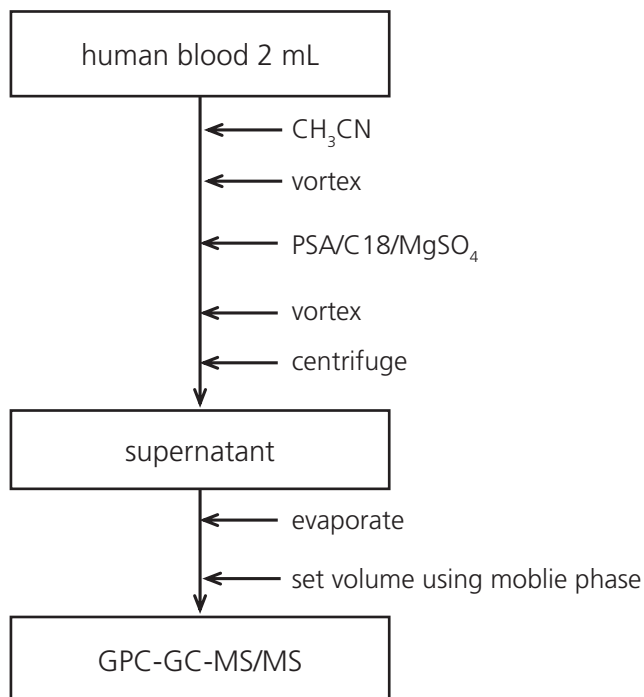 human blood 2 mL
CH₃CN
vortex
PSA/C18/MgSO₄
vortex
centrifuge
supernatant
evaporate
set volume using moblie phase
GPC-GC-MS/MS